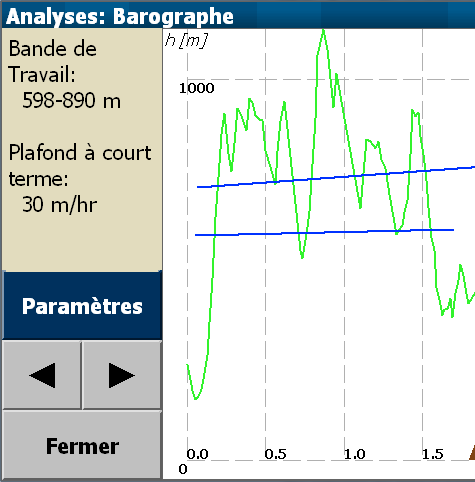 Analyses: Barographe
Bande de
Travail:
598-890 m
Plafond à court
terme:
30 m/hr
Paramètres
Fermer
h [m]
1000
0.0 0.5 1.0 1.5
0